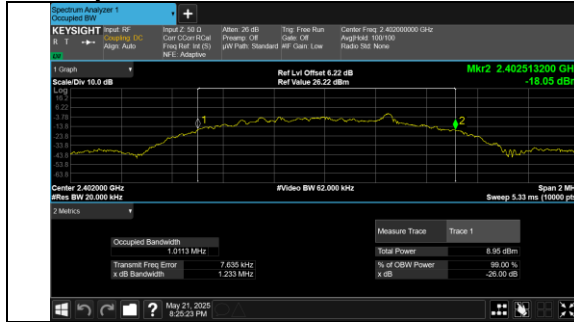 Spectrum Analyzer 1
Occupied BW
+
KEYSIGHT Input: RF Input Z: 50 Ω Atten: 26 dB Trig: Free Run Center Freq: 2.402000000 GHz
R T Coupling: DC Corr CCorr RCal Preamp: Off Gate: Off Avg|Hold: 100/100
Align: Auto Freq Ref: Int (S) µW Path: Standard #IF Gain: Low Radio Std: None
NFE: Adaptive
1 Graph Ref Lvl Offset 6.22 dB Mkr2 2.402513200 GH
Scale/Div 10.0 dB Ref Value 26.22 dBm -18.05 dBr
Log
16.2
6.22
-3.78
-13.8
-23.8
-33.8
-43.8
-53.8
-63.8
1
2
Center 2.402000 GHz #Video BW 62.000 kHz Span 2 MH
#Res BW 20.000 kHz Sweep 5.33 ms (10000 pts
2 Metrics
Measure Trace Trace 1
Occupied Bandwidth
1.0113 MHz Total Power 8.95 dBm
Transmit Freq Error 7.635 kHz % of OBW Power 99.00 %
x dB Bandwidth 1.233 MHz x dB -26.00 dB
? May 21, 2025
8:25:23 PM